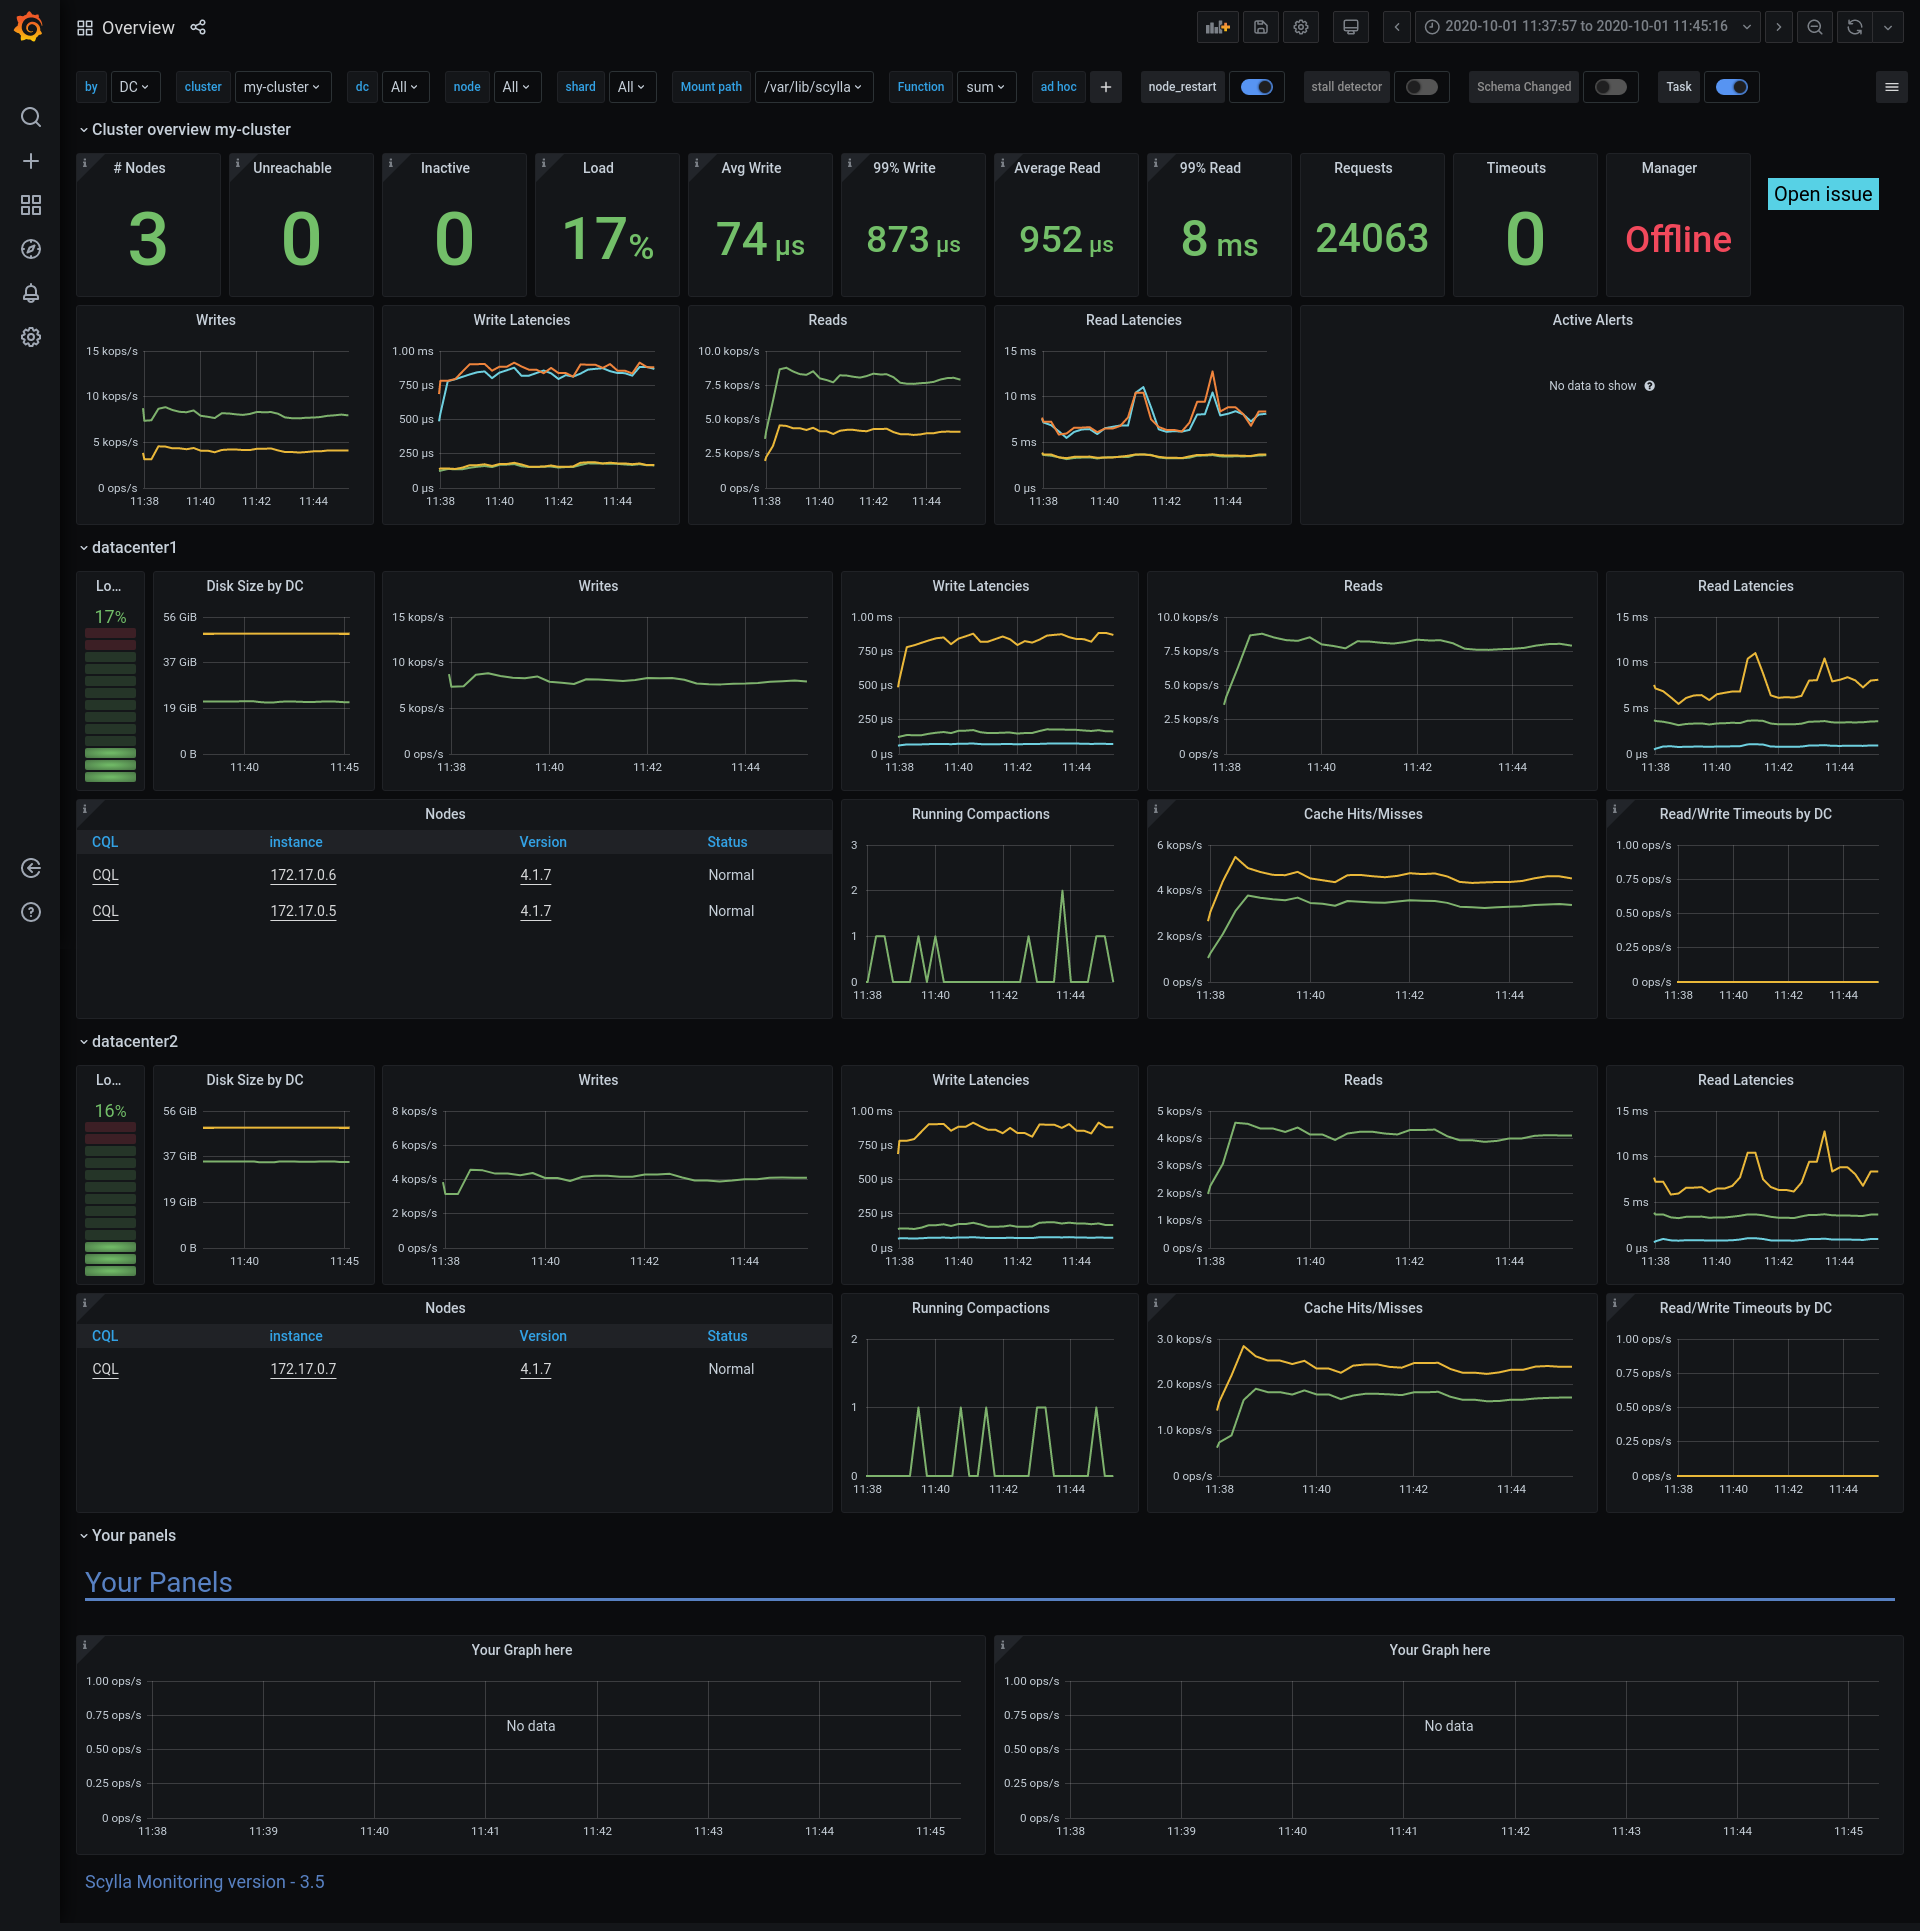 Overview
2020-10-01 11:37:57 to 2020-10-01 11:45:16
by DC cluster my-cluster dc All node All shard All Mount path /var/lib/scylla Function sum ad hoc + node_restart stall detector Schema Changed Task
Cluster overview my-cluster
# Nodes Unreachable Inactive Load Avg Write 99% Write Average Read 99% Read Requests Timeouts Manager
Open issue
3 0 0 17% 74 µs 873 µs 952 µs 8 ms 24063 0 Offline
Writes
15 kops/s
10 kops/s
5 kops/s
0 ops/s
11:38 11:40 11:42 11:44
Write Latencies
1.00 ms
750 µs
500 µs
250 µs
0 µs
11:38 11:40 11:42 11:44
Reads
10.0 kops/s
7.5 kops/s
5.0 kops/s
2.5 kops/s
0 ops/s
11:38 11:40 11:42 11:44
Read Latencies
15 ms
10 ms
5 ms
0 µs
11:38 11:40 11:42 11:44
Active Alerts
No data to show
datacenter1
Lo...
17%
Disk Size by DC
56 GiB
37 GiB
19 GiB
0 B
11:40 11:45
Writes
15 kops/s
10 kops/s
5 kops/s
0 ops/s
11:38 11:40 11:42 11:44
Write Latencies
1.00 ms
750 µs
500 µs
250 µs
0 µs
11:38 11:40 11:42 11:44
Reads
10.0 kops/s
7.5 kops/s
5.0 kops/s
2.5 kops/s
0 ops/s
11:38 11:40 11:42 11:44
Read Latencies
15 ms
10 ms
5 ms
0 µs
11:38 11:40 11:42 11:44
Nodes
CQL instance Version Status
CQL 172.17.0.6 4.1.7 Normal
CQL 172.17.0.5 4.1.7 Normal
Running Compactions
3
2
1
0
11:38 11:40 11:42 11:44
Cache Hits/Misses
6 kops/s
4 kops/s
2 kops/s
0 ops/s
11:38 11:40 11:42 11:44
Read/Write Timeouts by DC
1.00 ops/s
0.75 ops/s
0.50 ops/s
0.25 ops/s
0 ops/s
11:38 11:40 11:42 11:44
datacenter2
Lo...
16%
Disk Size by DC
56 GiB
37 GiB
19 GiB
0 B
11:40 11:45
Writes
8 kops/s
6 kops/s
4 kops/s
2 kops/s
0 ops/s
11:38 11:40 11:42 11:44
Write Latencies
1.00 ms
750 µs
500 µs
250 µs
0 µs
11:38 11:40 11:42 11:44
Reads
5 kops/s
4 kops/s
3 kops/s
2 kops/s
1 kops/s
0 ops/s
11:38 11:40 11:42 11:44
Read Latencies
15 ms
10 ms
5 ms
0 µs
11:38 11:40 11:42 11:44
Nodes
CQL instance Version Status
CQL 172.17.0.7 4.1.7 Normal
Running Compactions
2
1
0
11:38 11:40 11:42 11:44
Cache Hits/Misses
3.0 kops/s
2.0 kops/s
1.0 kops/s
0 ops/s
11:38 11:40 11:42 11:44
Read/Write Timeouts by DC
1.00 ops/s
0.75 ops/s
0.50 ops/s
0.25 ops/s
0 ops/s
11:38 11:40 11:42 11:44
Your panels
Your Panels
Your Graph here
1.00 ops/s
0.75 ops/s
No data
0.50 ops/s
0.25 ops/s
0 ops/s
11:38 11:39 11:40 11:41 11:42 11:43 11:44 11:45
Your Graph here
1.00 ops/s
0.75 ops/s
No data
0.50 ops/s
0.25 ops/s
0 ops/s
11:38 11:39 11:40 11:41 11:42 11:43 11:44 11:45
Scylla Monitoring version - 3.5